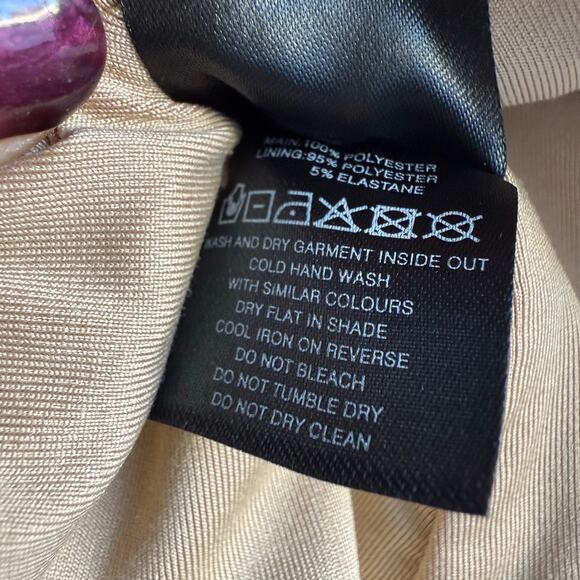 MAIN: 100% POLYESTER
LINING: 95% POLYESTER
5% ELASTANE
WASH AND DRY GARMENT INSIDE OUT
COLD HAND WASH
WITH SIMILAR COLOURS
DRY FLAT IN SHADE
COOL IRON ON REVERSE
DO NOT BLEACH
DO NOT TUMBLE DRY
DO NOT DRY CLEAN